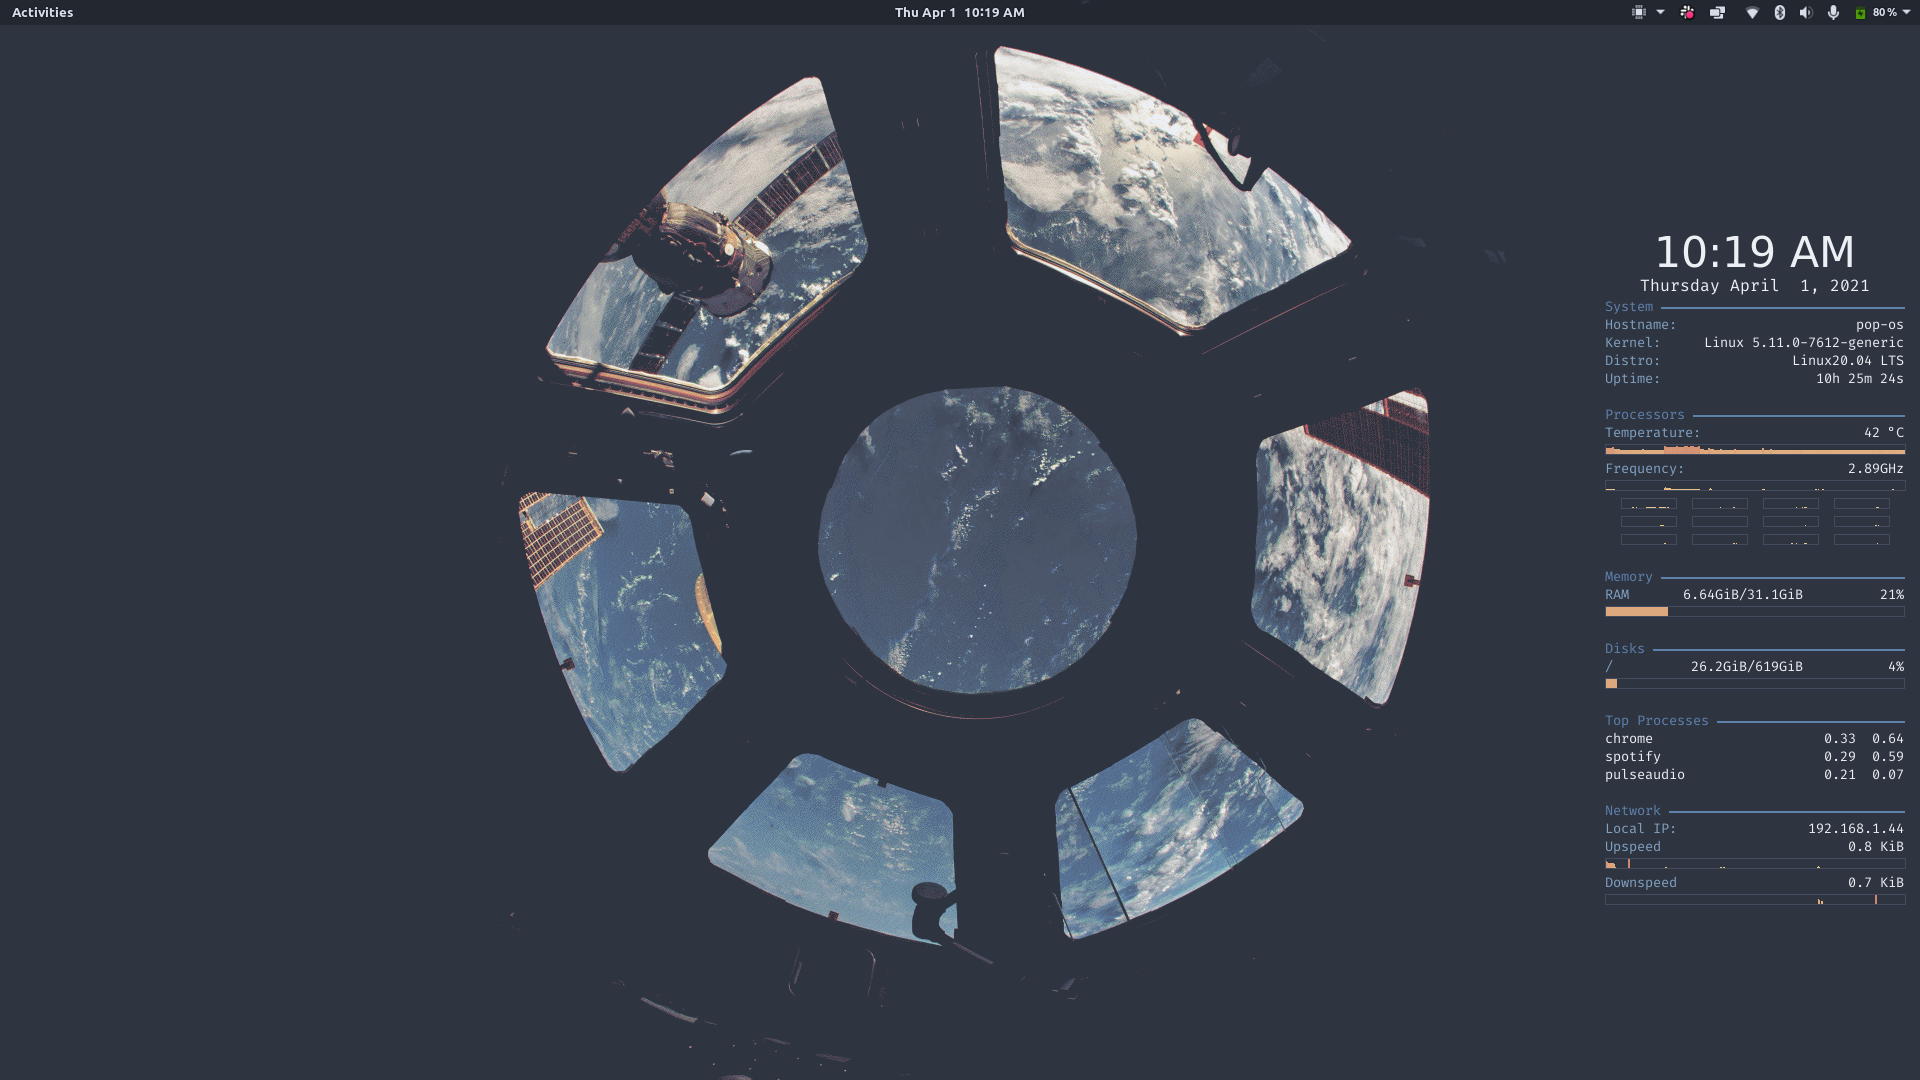 Activities
Thu Apr 1 10:19 AM
80 %
10:19 AM
Thursday April 1, 2021
System
Hostname: pop-os
Kernel: Linux 5.11.0-7612-generic
Distro: Linux20.04 LTS
Uptime: 10h 25m 24s
Processors
Temperature: 42 °C
Frequency: 2.89GHz
Memory
RAM 6.64GiB/31.1GiB 21%
Disks
/ 26.2GiB/619GiB 4%
Top Processes
chrome 0.33 0.64
spotify 0.29 0.59
pulseaudio 0.21 0.07
Network
Local IP: 192.168.1.44
Upspeed 0.8 KiB
Downspeed 0.7 KiB